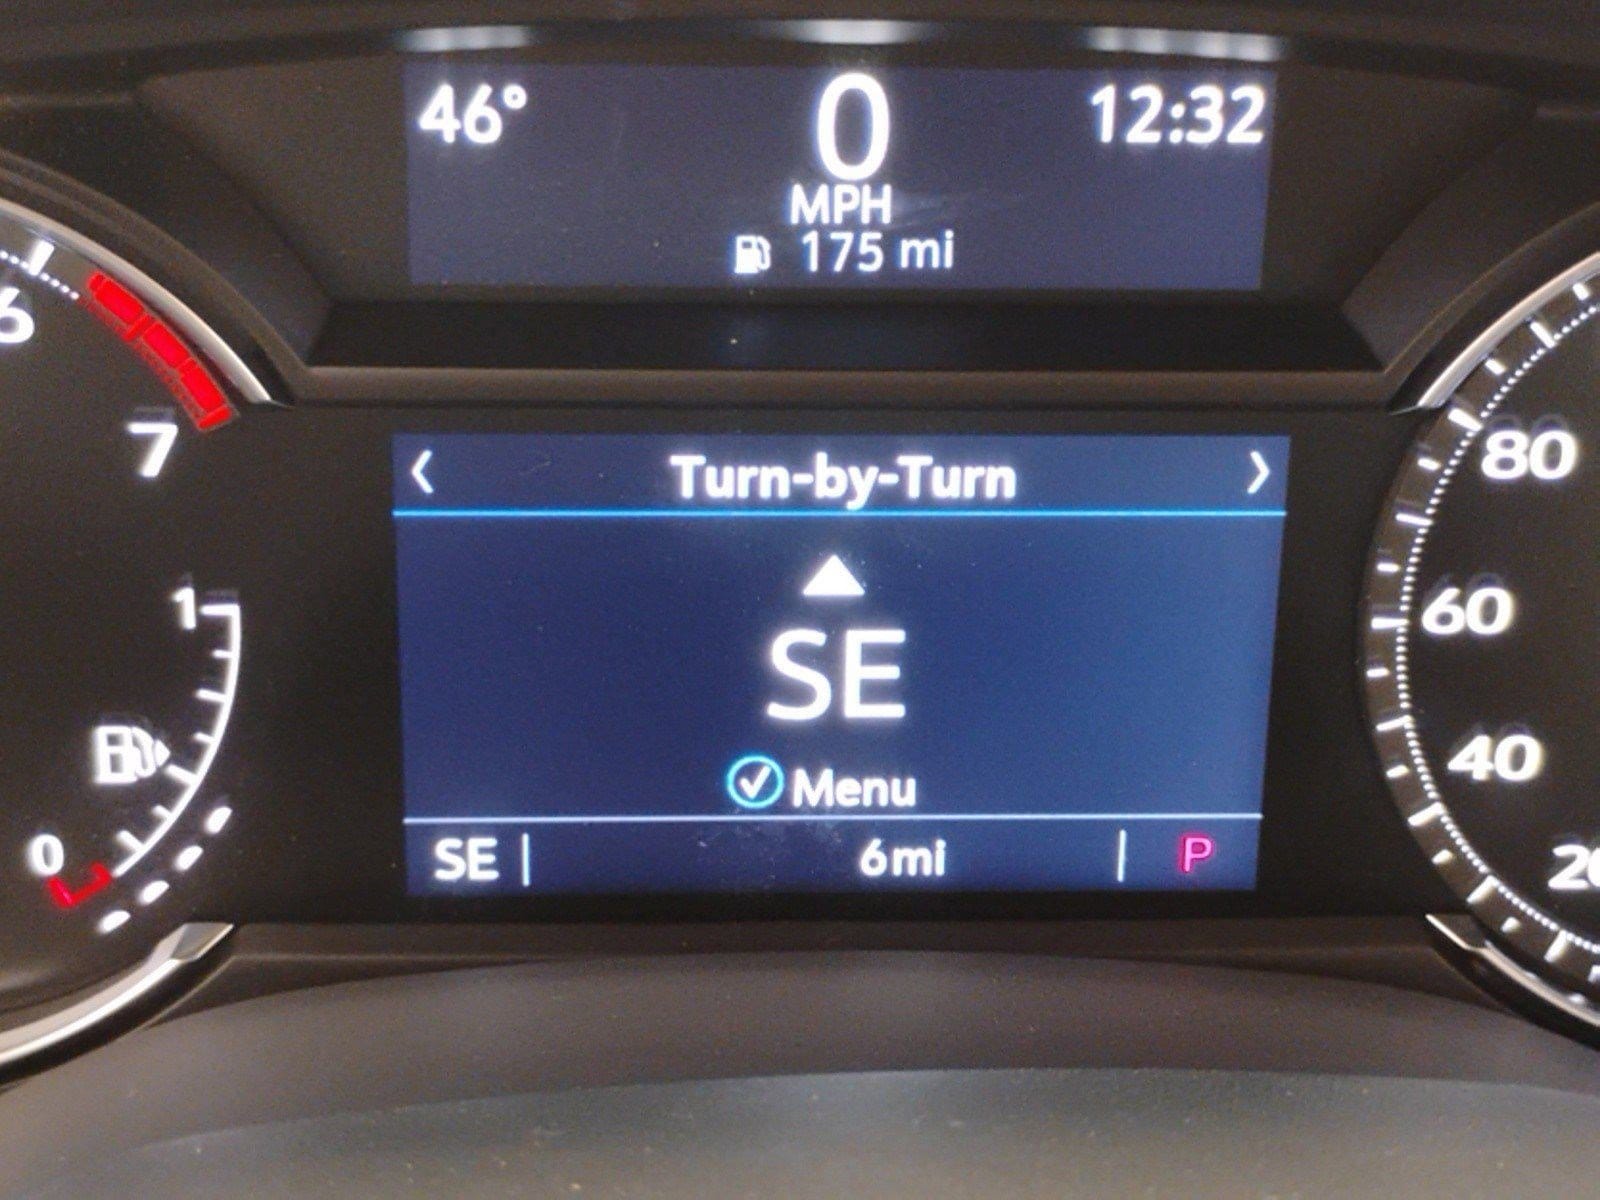 46° 0 12:32
MPH
175 mi
6
7
80
‹ Turn-by-Turn ›
SE
1
60
Menu
40
0
SE | 6mi | P
20